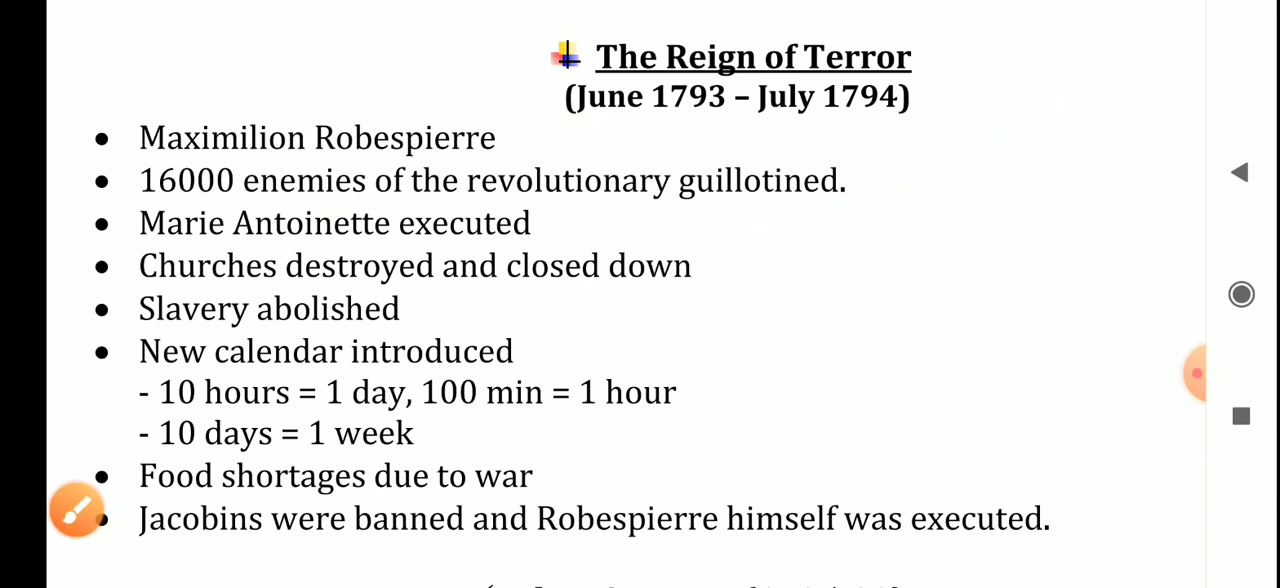 The Reign of Terror
(June 1793 – July 1794)
• Maximilion Robespierre
• 16000 enemies of the revolutionary guillotined.
• Marie Antoinette executed
• Churches destroyed and closed down
• Slavery abolished
• New calendar introduced
- 10 hours = 1 day, 100 min = 1 hour
- 10 days = 1 week
• Food shortages due to war
• Jacobins were banned and Robespierre himself was executed.